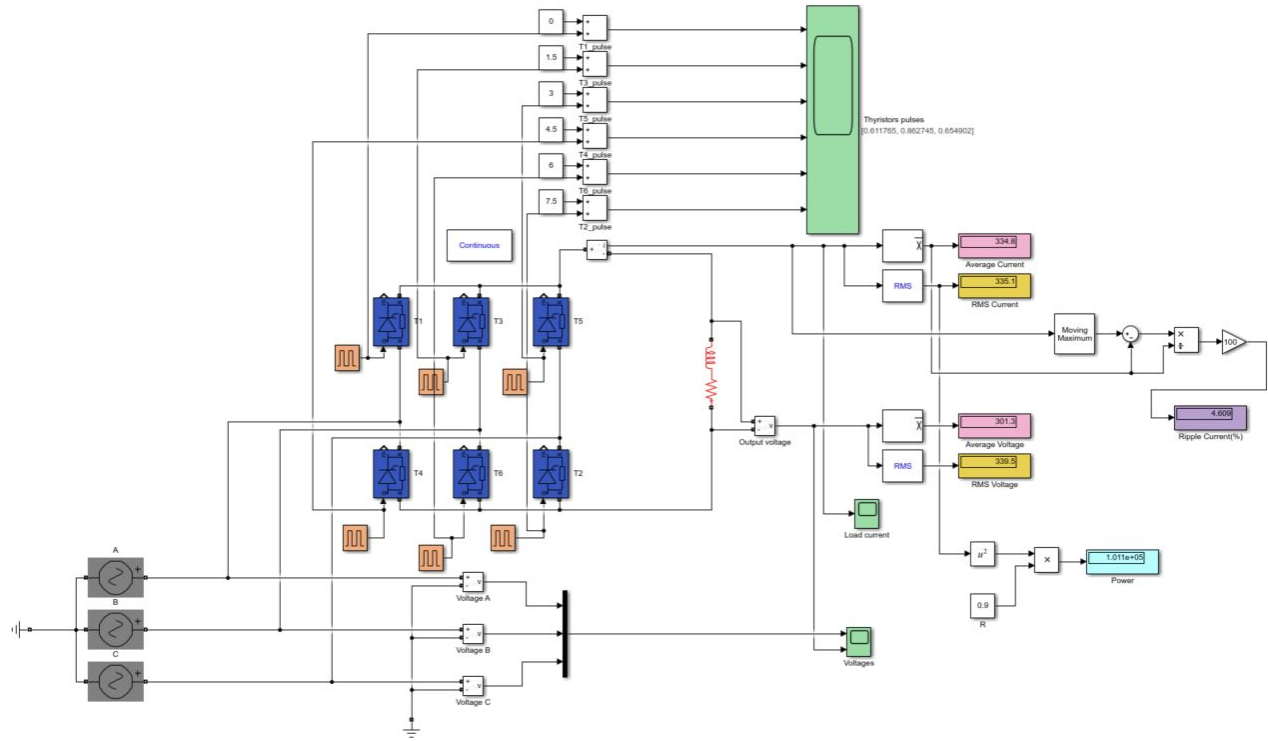 0
T1_pulse
1.5
T3_pulse
3
T5_pulse
4.5
T4_pulse
6
T6_pulse
7.5
T2_pulse
Thyristors pulses
[0.611765, 0.862745, 0.654902]
Continuous
334.8
Average Current
RMS
335.1
RMS Current
T1
T3
T5
Moving
Maximum
100
4.609
Ripple Current(%)
Output voltage
301.3
Average Voltage
RMS
339.5
RMS Voltage
T4
T6
T2
Load current
A
u²
1.011e+05
Power
B
Voltage A
0.9
R
C
Voltage B
Voltages
Voltage C